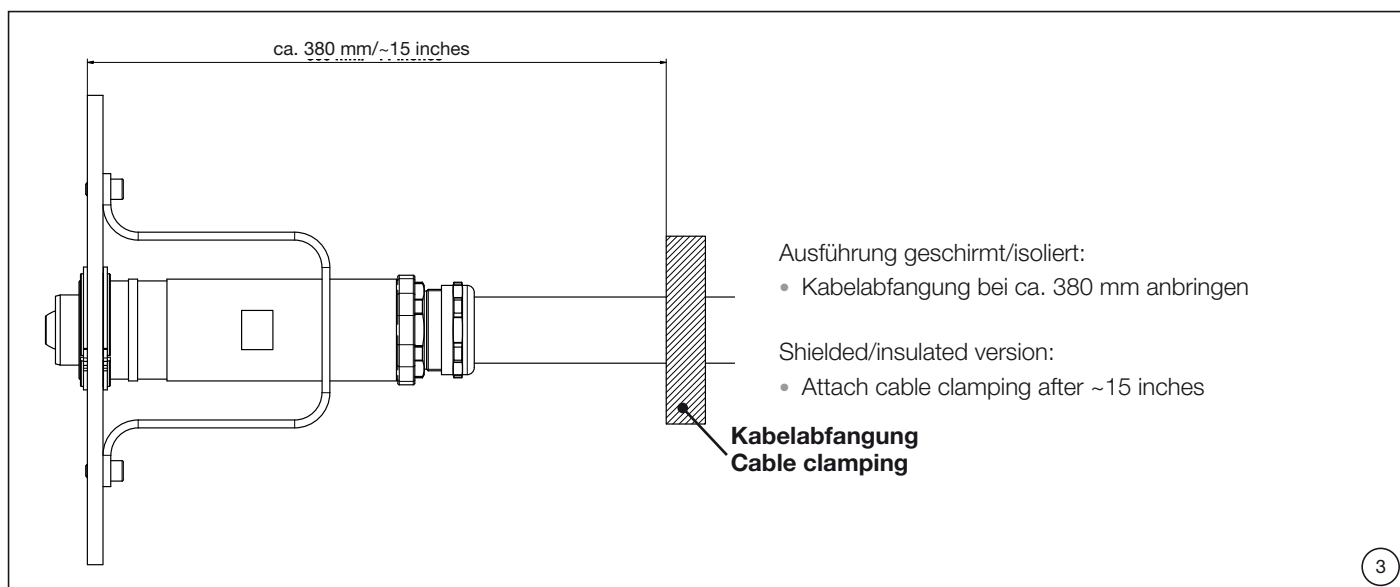 ca. 380 mm/~15 inches
Ausführung geschirmt/isoliert:
• Kabelabfangung bei ca. 380 mm anbringen
Shielded/insulated version:
• Attach cable clamping after ~15 inches
Kabelabfangung
Cable clamping
3